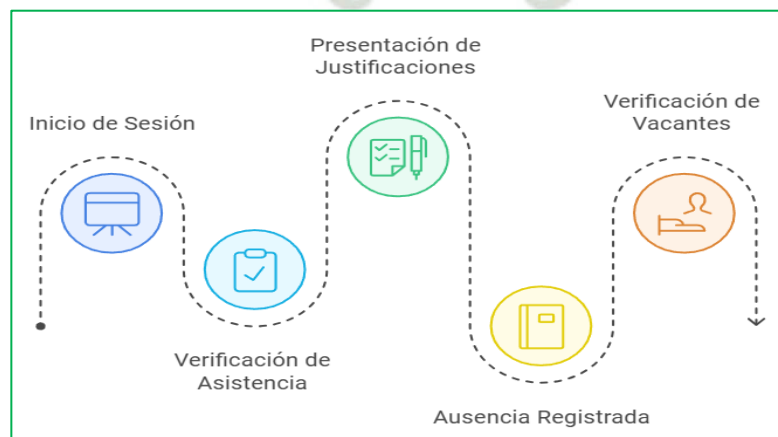 Inicio de Sesión
Verificación de
Asistencia
Presentación de
Justificaciones
Ausencia Registrada
Verificación de
Vacantes